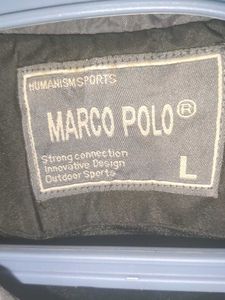 HUMANISMSPORTS
MARCO POLO®
Strong connection
Innovative Design
Outdoor Sports
L